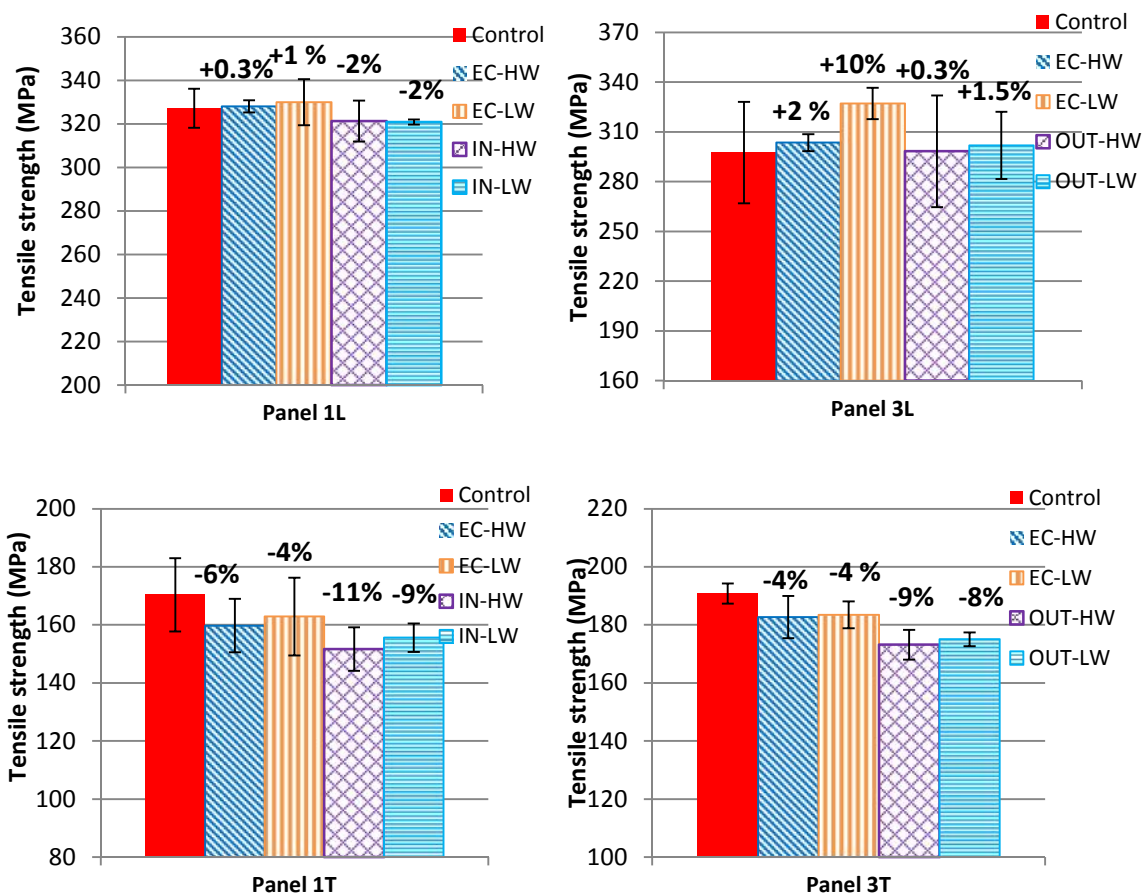 Tensile strength (MPa)
360
340
320
300
280
260
240
220
200
+0.3%
+1 %
-2%
-2%
Control
EC-HW
EC-LW
IN-HW
IN-LW
Panel 1L
Tensile strength (MPa)
370
340
310
280
250
220
190
160
+2 %
+10%
+0.3%
+1.5%
Control
EC-HW
EC-LW
OUT-HW
OUT-LW
Panel 3L
Tensile strength (MPa)
200
180
160
140
120
100
80
-6%
-4%
-11%
-9%
Control
EC-HW
EC-LW
IN-HW
IN-LW
Panel 1T
Tensile strength (MPa)
220
200
180
160
140
120
100
-4%
-4 %
-9%
-8%
Control
EC-HW
EC-LW
OUT-HW
OUT-LW
Panel 3T